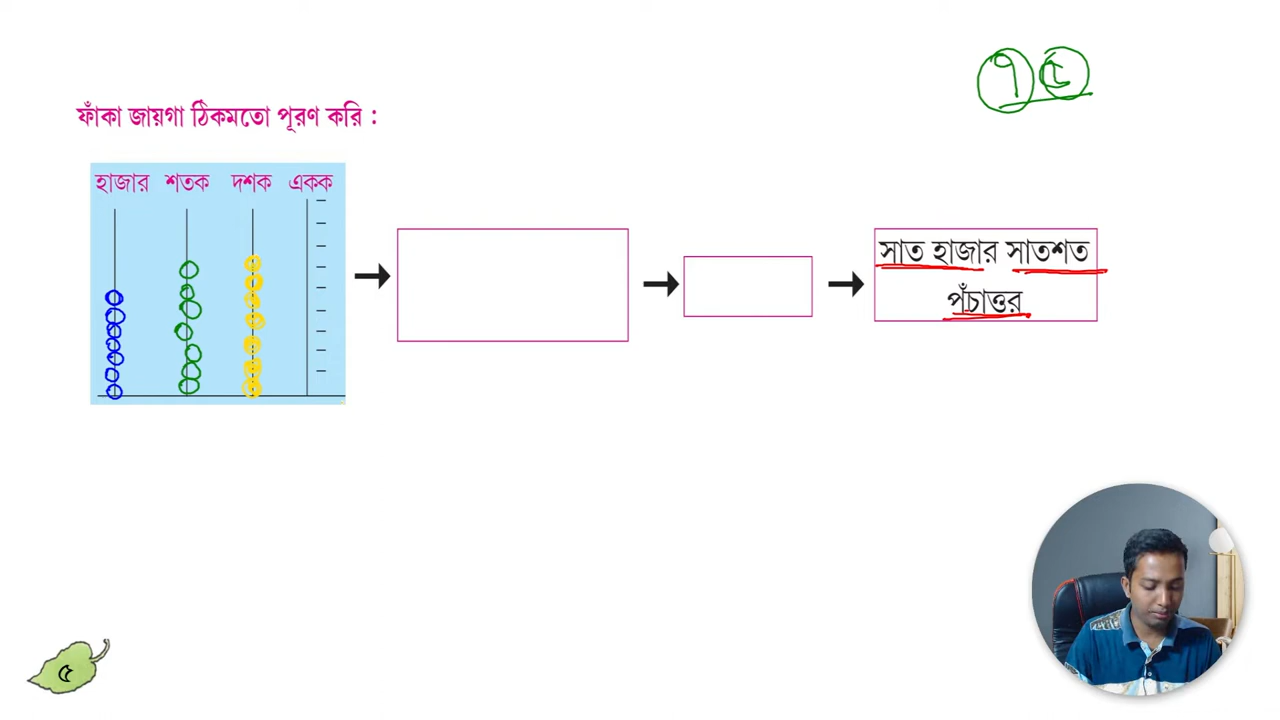 ৭৫
ফাঁকা জায়গা ঠিকমতো পূরণ করি :
হাজার শতক দশক একক
সাত হাজার সাতশত
পঁচাত্তর
৫